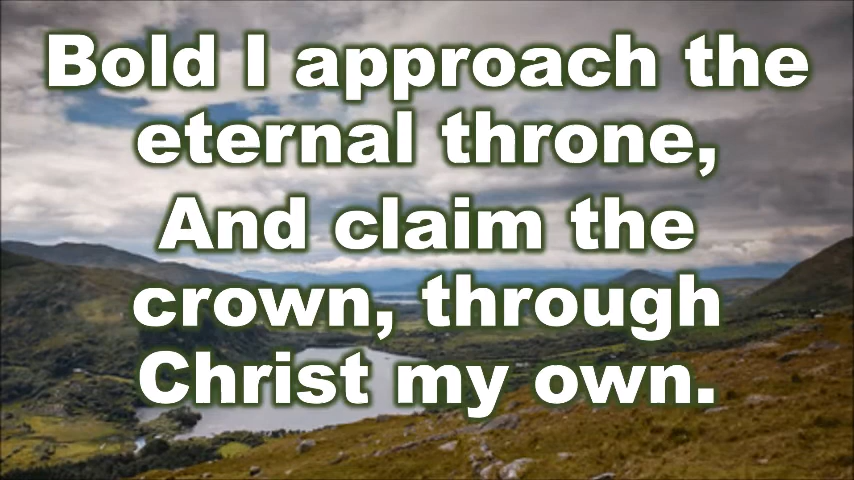 Bold I approach the
eternal throne,
And claim the
crown, through
Christ my own.